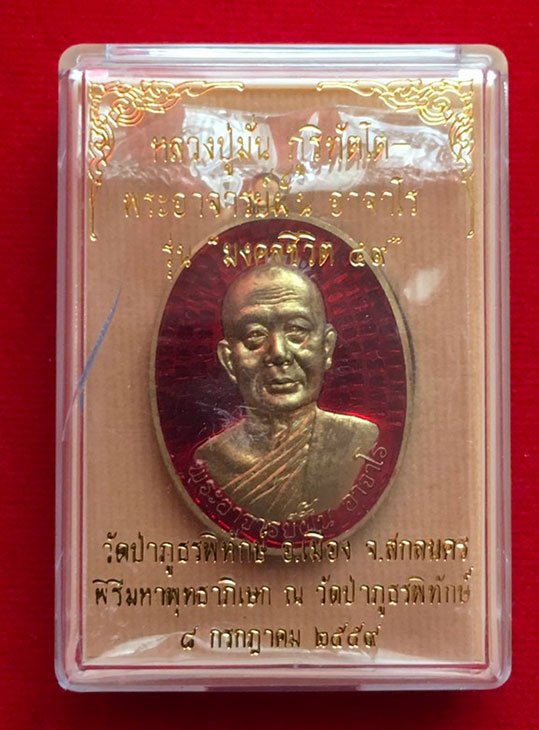 หลวงปู่มั่น ภูริทัตโต-
พระอาจารย์ฝั้น อาจาโร
รุ่น "มงคลชีวิต ๕๙"
พระอาจารย์ฝั้น อาจาโร
วัดป่าภูธรพิทักษ์ อ.เมือง จ.สกลนคร
พิธีมหาพุทธาภิเษก ณ วัดป่าภูธรพิทักษ์
๘ กรกฎาคม ๒๕๕๙